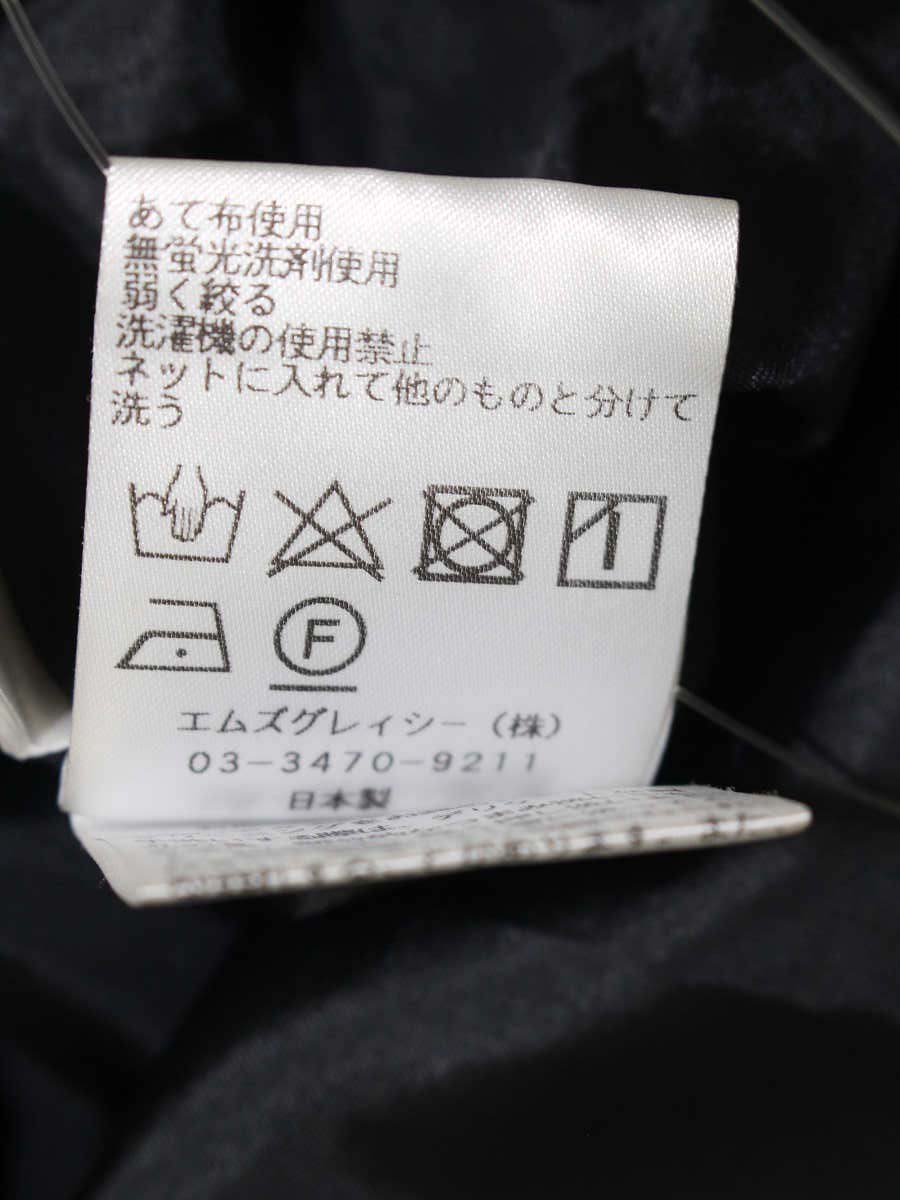 あて布使用
無蛍光洗剤使用
弱く絞る
洗濯機の使用禁止
ネットに入れて他のものと分けて
洗う
F
エムズグレイシー（株）
03-3470-9211
日本製